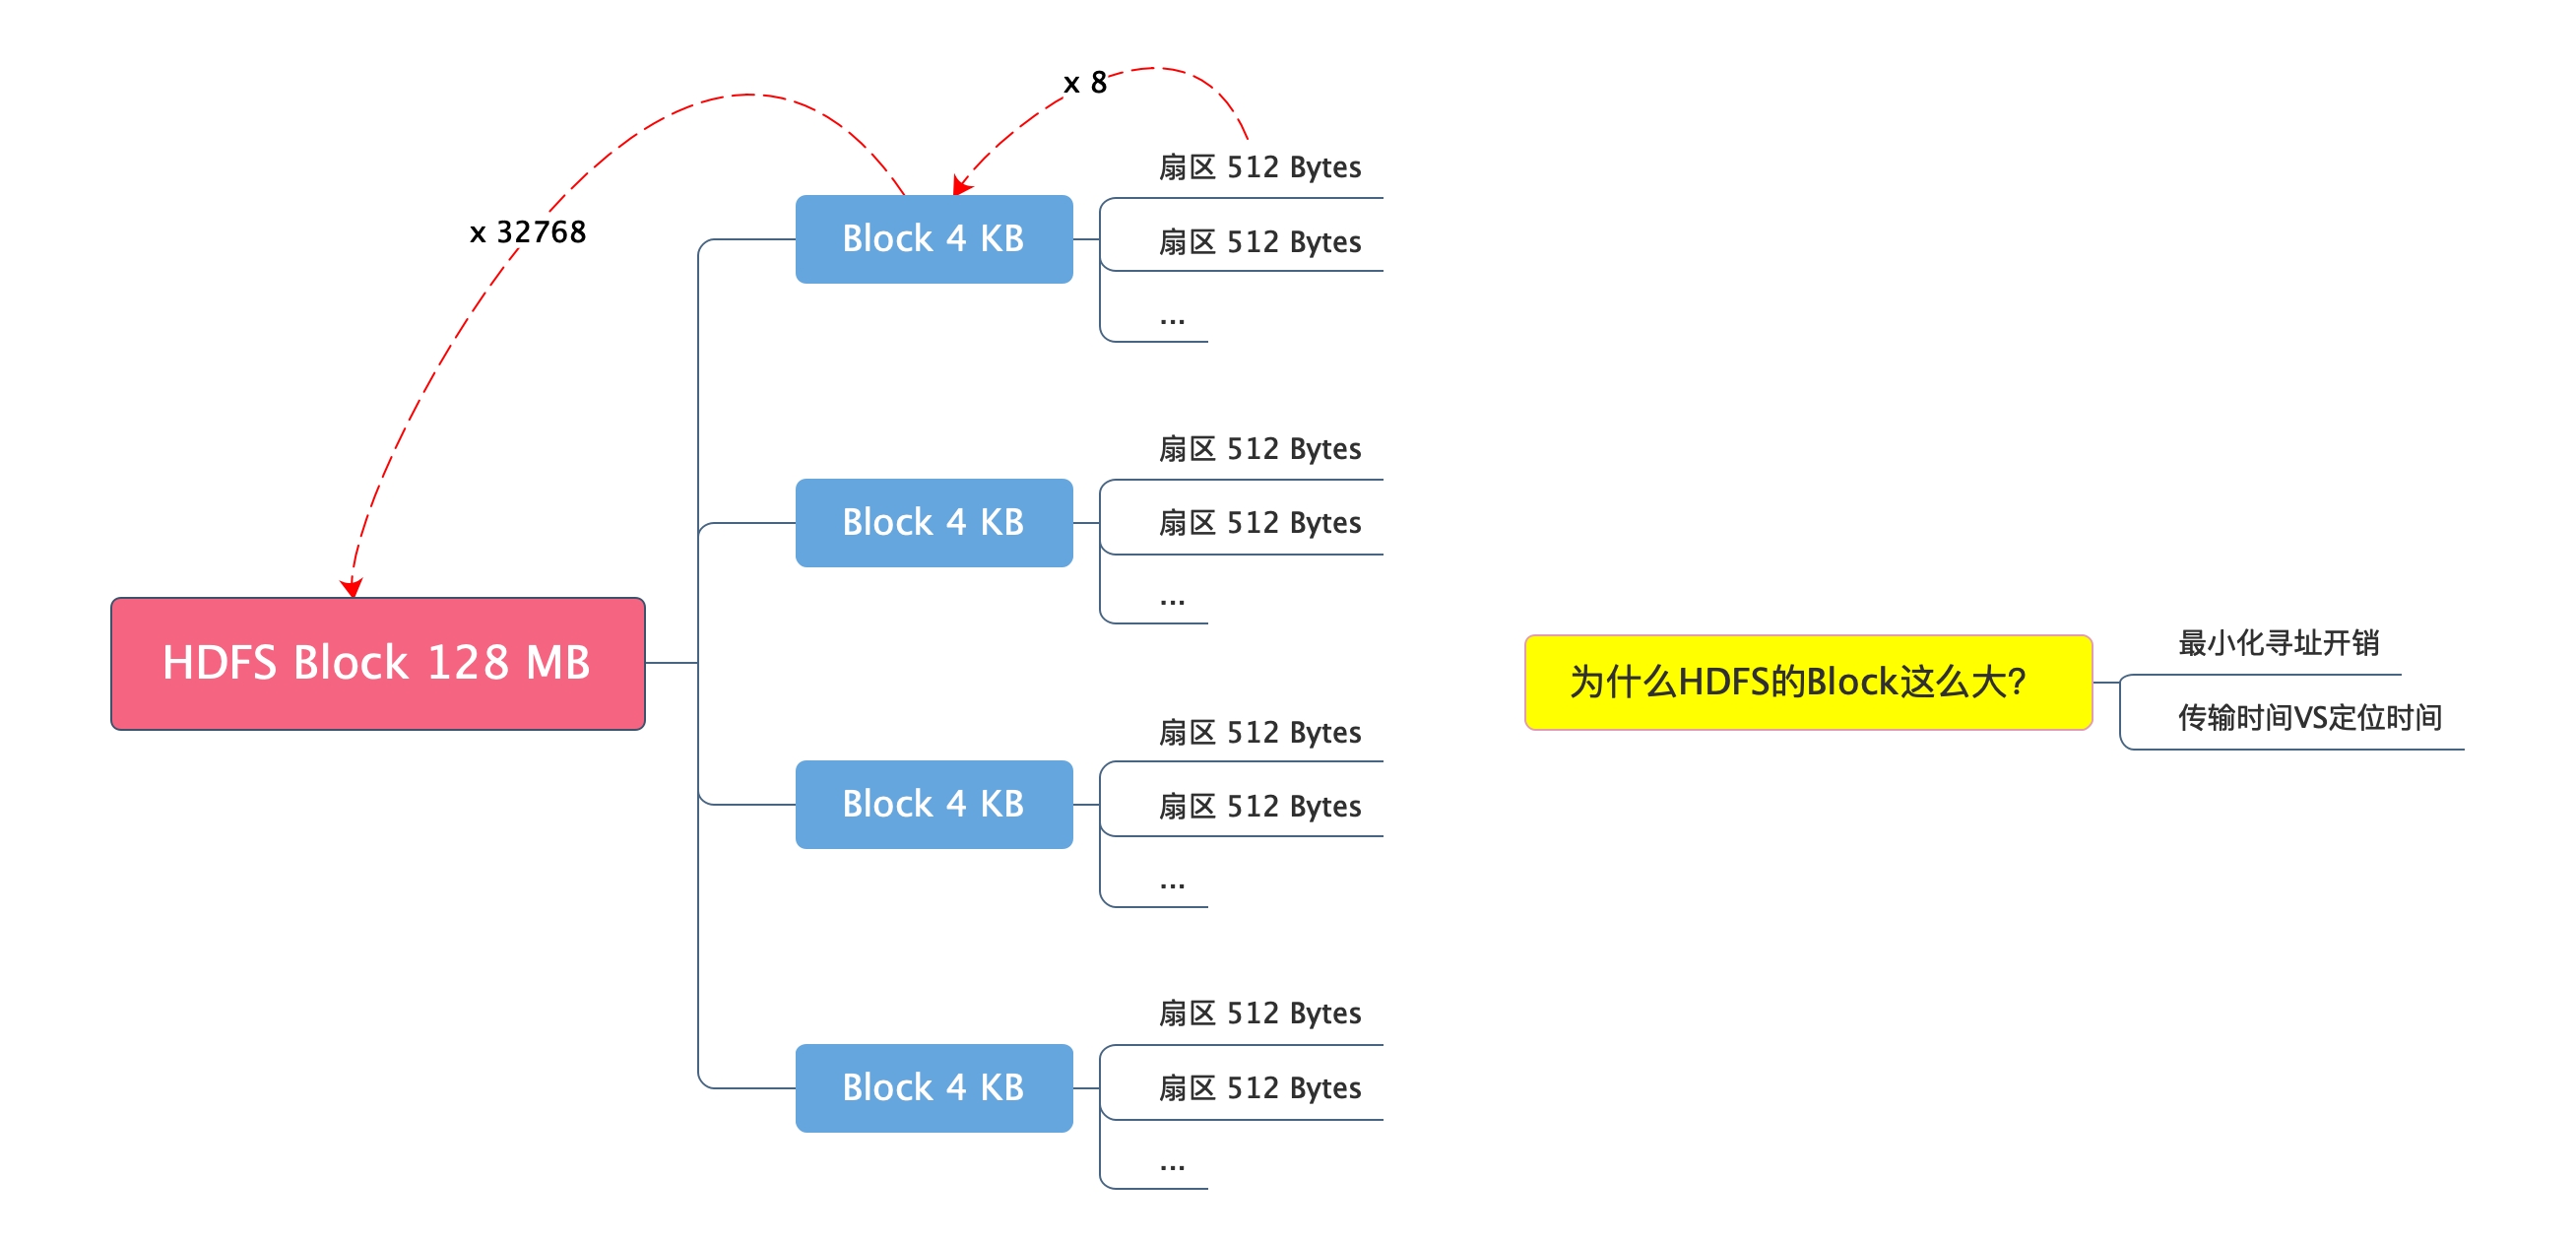 x 8
x 32768
HDFS Block 128 MB
Block 4 KB
扇区 512 Bytes
扇区 512 Bytes
...
Block 4 KB
扇区 512 Bytes
扇区 512 Bytes
...
Block 4 KB
扇区 512 Bytes
扇区 512 Bytes
...
Block 4 KB
扇区 512 Bytes
扇区 512 Bytes
...
为什么HDFS的Block这么大？
最小化寻址开销
传输时间VS定位时间